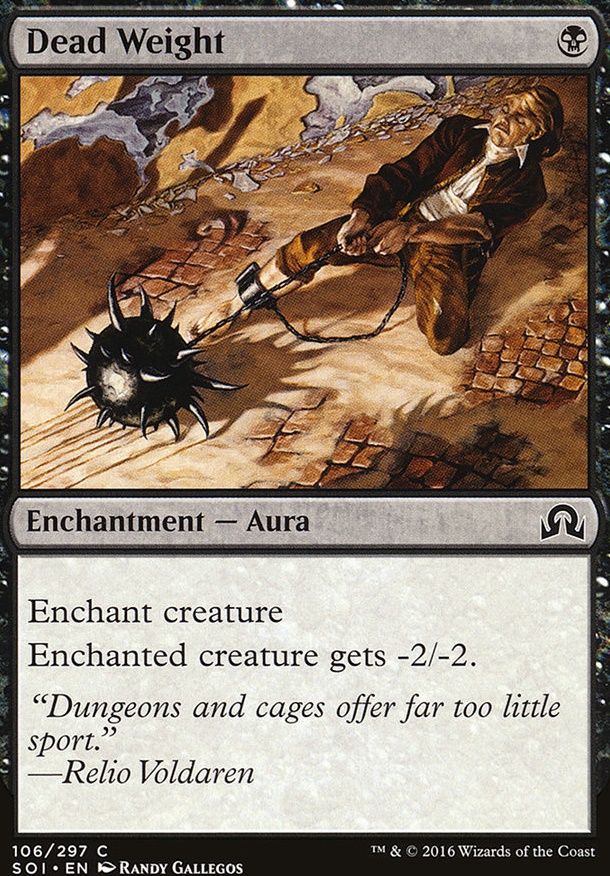 Dead Weight
Enchantment — Aura
Enchant creature
Enchanted creature gets -2/-2.
“Dungeons and cages offer far too little
sport.”
—Relio Voldaren
106/297 C
SOI • EN Randy Gallegos
™ & © 2016 Wizards of the Coast